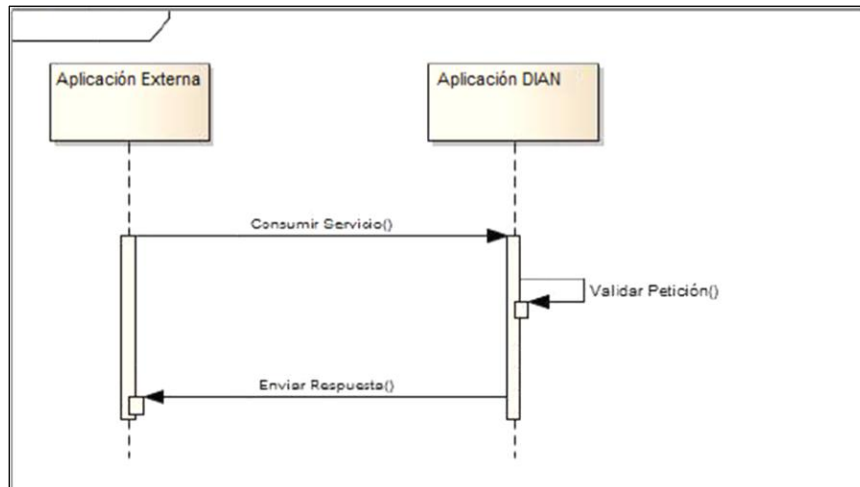 Aplicación Externa
Aplicación DIAN
Consumir Servicio()
Validar Petición()
Enviar Respuesta()